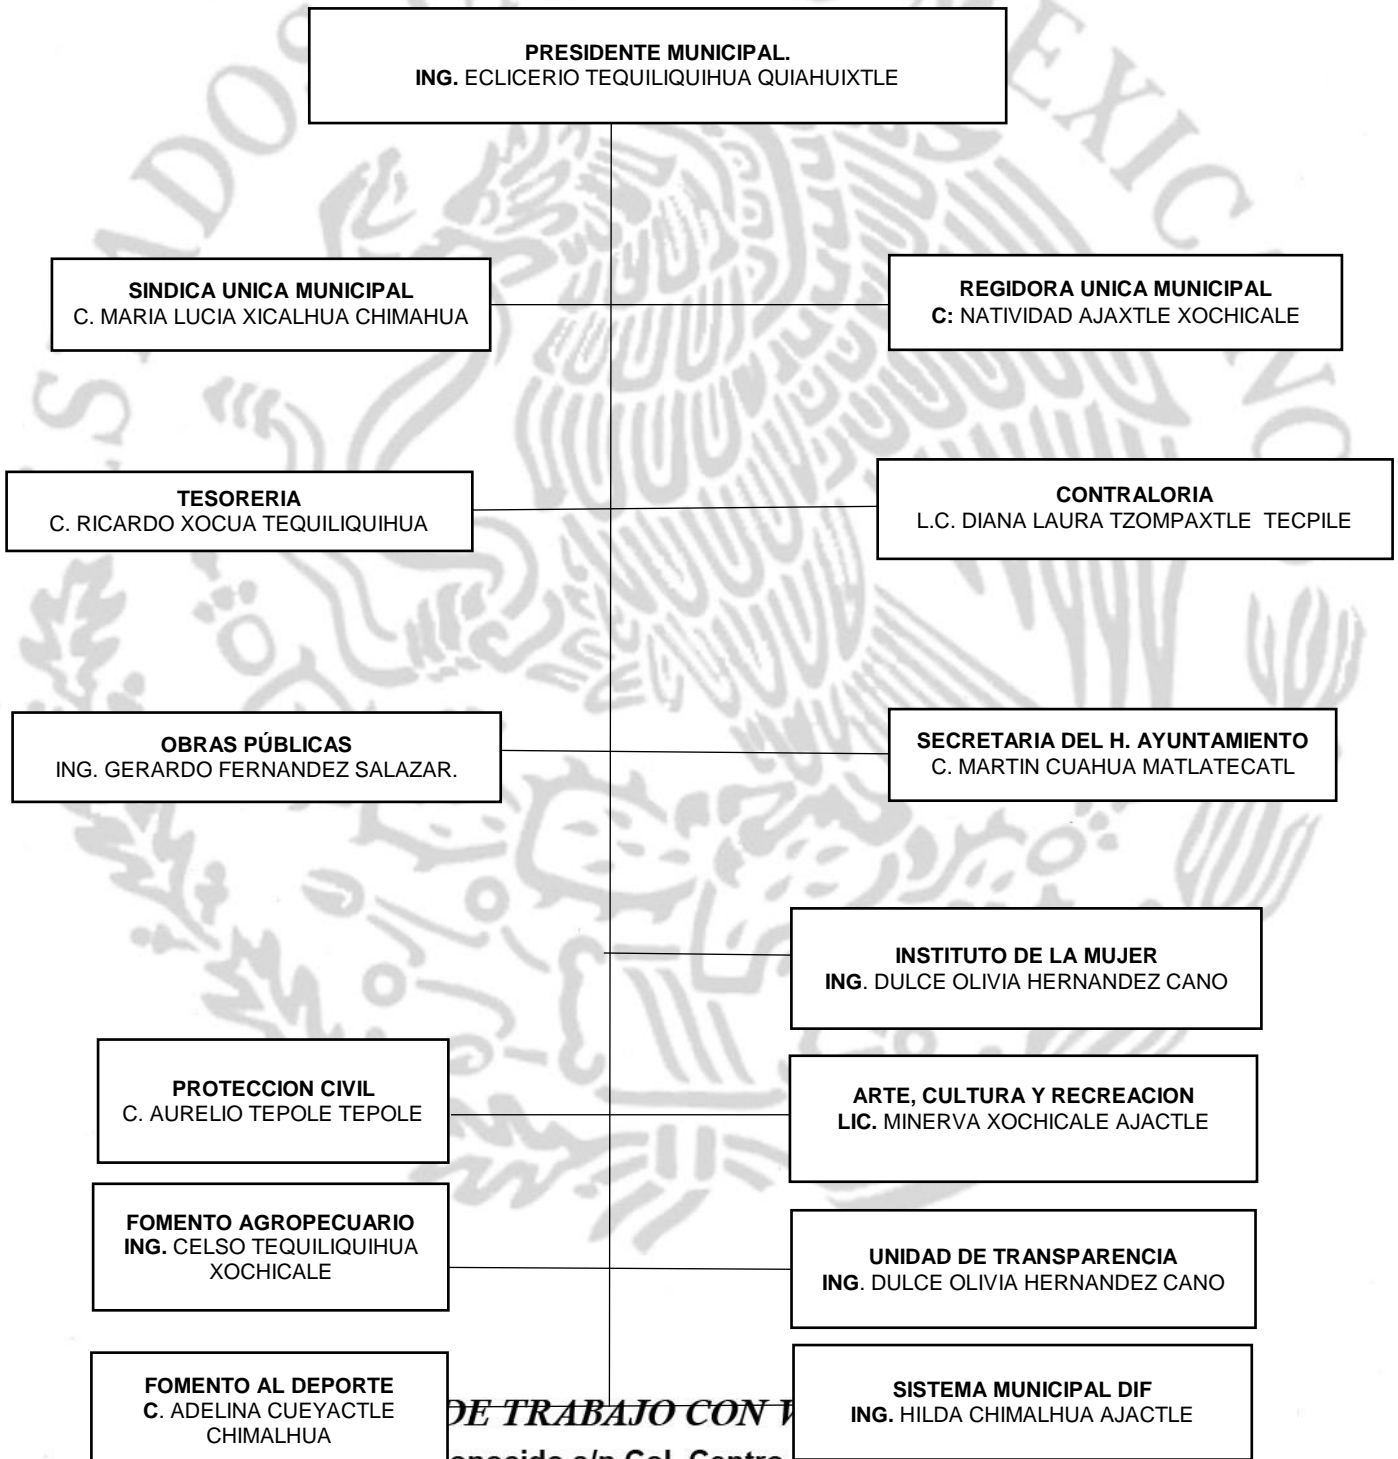 PRESIDENTE MUNICIPAL.
ING. ECLICERIO TEQUILIQUIHUA QUIAHUIXTLE
SINDICA UNICA MUNICIPAL
C. MARIA LUCIA XICALHUA CHIMAHUA
REGIDORA UNICA MUNICIPAL
C: NATIVIDAD AJAXTLE XOCHICALE
TESORERIA
C. RICARDO XOCUA TEQUILIQUIHUA
CONTRALORIA
L.C. DIANA LAURA TZOMPAXTLE TECPILE
OBRAS PÚBLICAS
ING. GERARDO FERNANDEZ SALAZAR.
SECRETARIA DEL H. AYUNTAMIENTO
C. MARTIN CUAHUA MATLATECATL
INSTITUTO DE LA MUJER
ING. DULCE OLIVIA HERNANDEZ CANO
PROTECCION CIVIL
C. AURELIO TEPOLE TEPOLE
ARTE, CULTURA Y RECREACION
LIC. MINERVA XOCHICALE AJACTLE
FOMENTO AGROPECUARIO
ING. CELSO TEQUILIQUIHUA
XOCHICALE
UNIDAD DE TRANSPARENCIA
ING. DULCE OLIVIA HERNANDEZ CANO
FOMENTO AL DEPORTE
C. ADELINA CUEYACTLE
CHIMALHUA
SISTEMA MUNICIPAL DIF
ING. HILDA CHIMALHUA AJACTLE
DE TRABAJO CON
s/n Col. Centro